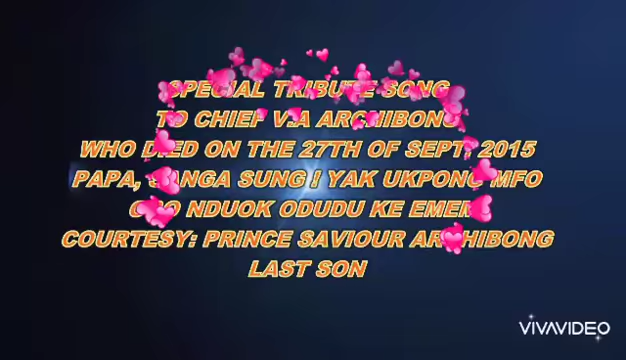 SPECIAL TRIBUTE SONG
TO CHIEF V.A ARCHIBONG
WHO DIED ON THE 27TH OF SEPT, 2015
PAPA, SANGA SUNG ! YAK UKPONG MFO
NDUOK ODUDU KE EMEM
COURTESY: PRINCE SAVIOUR ARCHIBONG
LAST SON
VIVAVIDEO